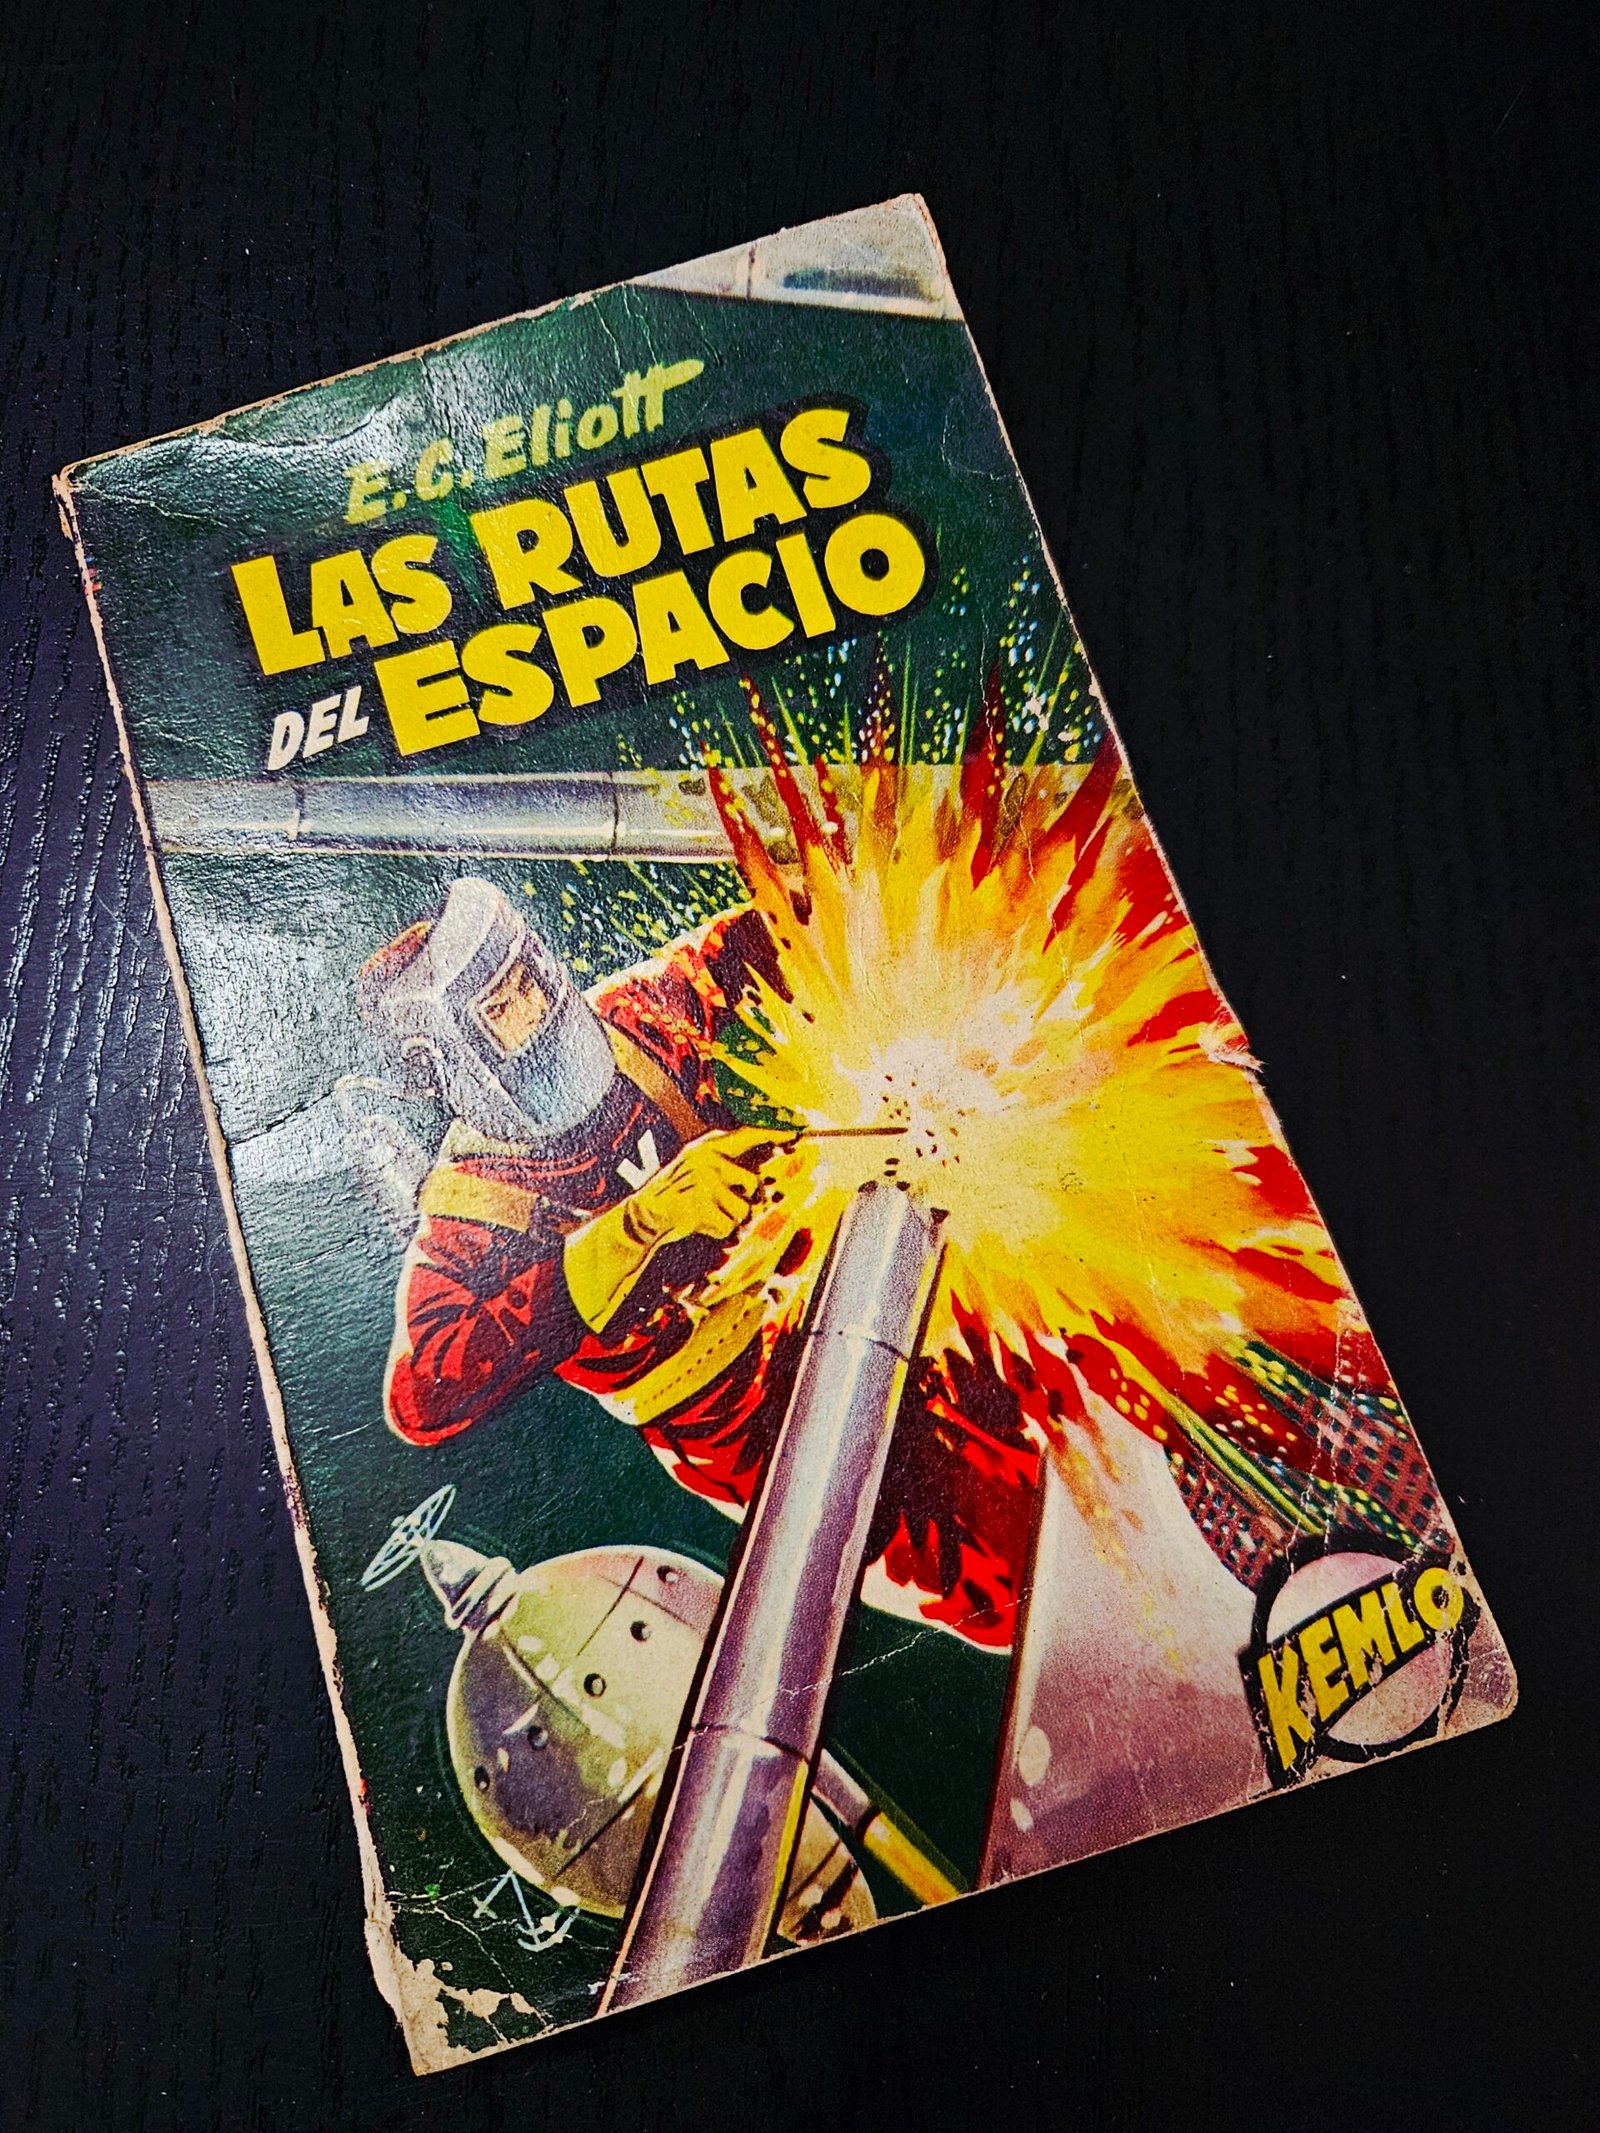 E.C.Eliott
LAS RUTAS
DEL ESPACIO
V
KEMLO